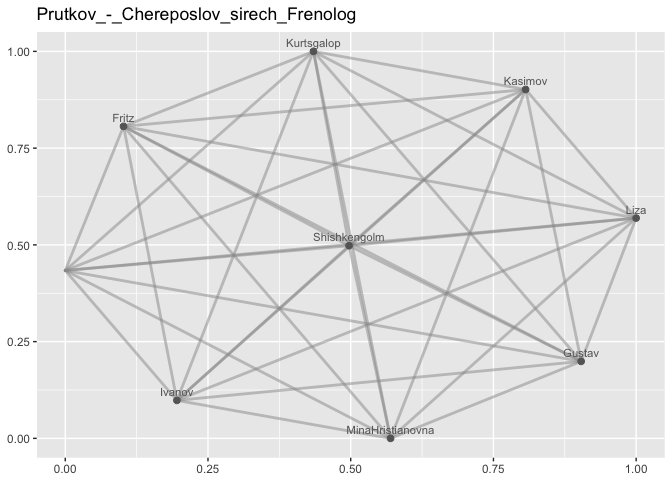 Prutkov_-_Chereposlov_sirech_Frenolog
Kurtsgalop
1.00
Kasimov
Fritz
0.75
Liza
Shishkengolm
0.50
0.25
Gustav
Ivanov
MinaHristianovna
0.00
0.00 0.25 0.50 0.75 1.00